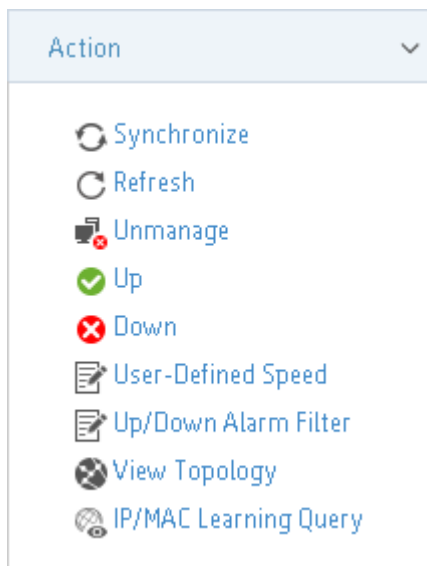 Action
Synchronize
Refresh
Unmanage
Up
Down
User-Defined Speed
Up/Down Alarm Filter
View Topology
IP/MAC Learning Query